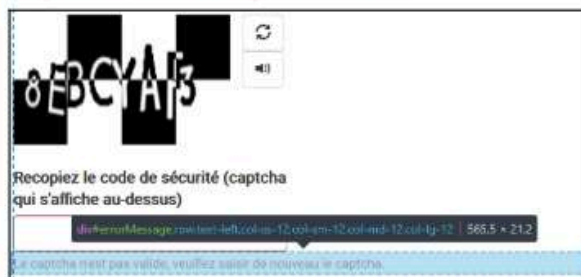 Recopiez le code de sécurité (captcha
qui s'affiche au-dessus)
div#errorMessage.row.text-left.col-xs-12.col-sm-12.col-md-12.col-lg-12 | 565.5 × 21.2
Le captcha n'est pas valide, veuillez saisir de nouveau le captcha.